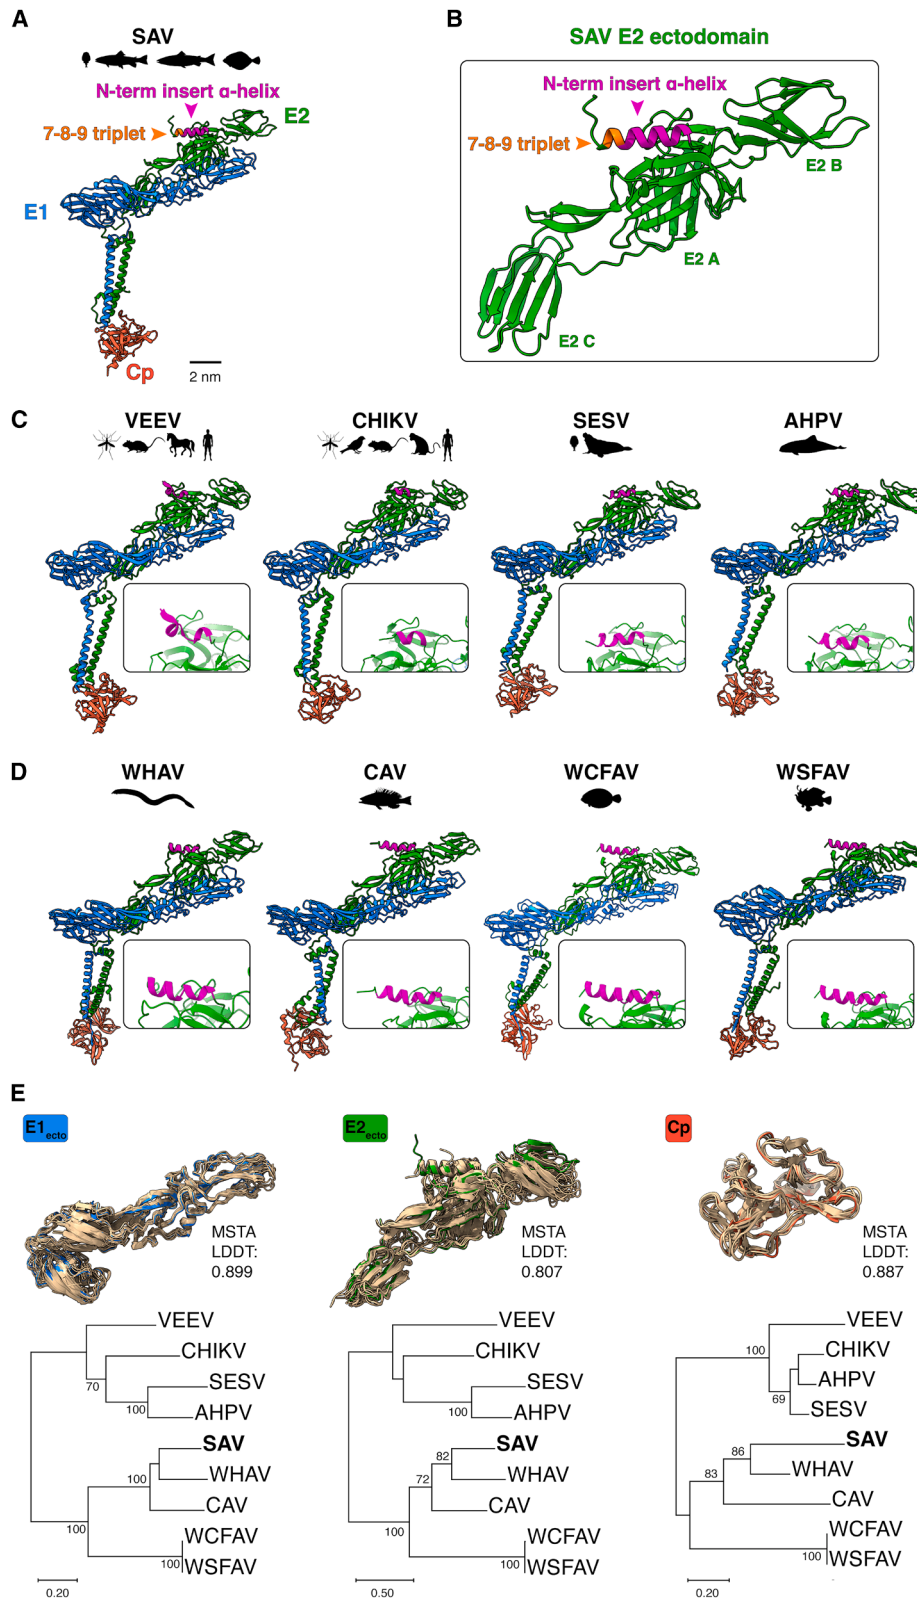 A
SAV
N-term insert α-helix
7-8-9 triplet
E2
E1
Cp
2 nm
B
SAV E2 ectodomain
N-term insert α-helix
7-8-9 triplet
E2 B
E2 A
E2 C
C
VEEV
CHIKV
SESV
AHPV
D
WHAV
CAV
WCFAV
WSFAV
E
E1ecto
MSTA
LDDT:
0.899
E2ecto
MSTA
LDDT:
0.807
Cp
MSTA
LDDT:
0.887
VEEV
CHIKV
70
SESV
100
AHPV
SAV
100
WHAV
CAV
100
WCFAV
100
WSFAV
0.20
VEEV
CHIKV
SESV
100
AHPV
SAV
82
72
WHAV
CAV
100
WCFAV
100
WSFAV
0.50
VEEV
100
CHIKV
AHPV
69
SESV
SAV
86
83
WHAV
CAV
WCFAV
100
WSFAV
0.20